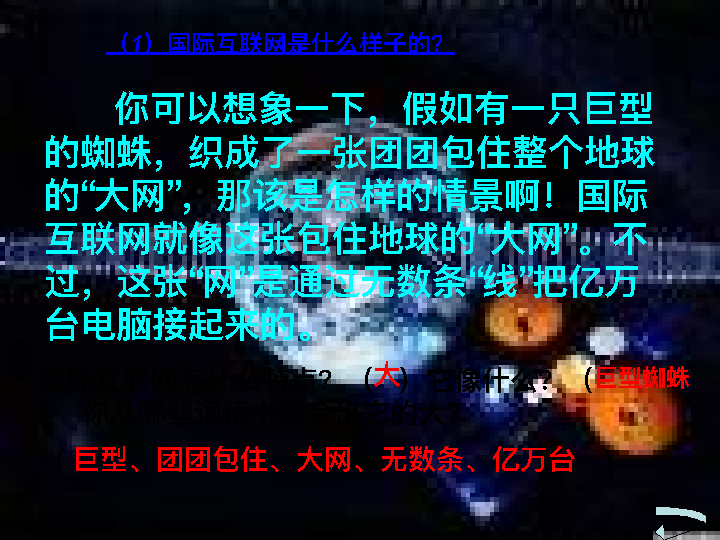 （1）国际互联网是什么样子的？
你可以想象一下，假如有一只巨型
的蜘蛛，织成了一张团团包住整个地球
的“大网”，那该是怎样的情景啊！国际
互联网就像这张包住地球的“大网”。不
过，这张“网”是通过无数条“线”把亿万
台电脑接起来的。
？（大）它像什么？（巨型蜘蛛
巨型、团团包住、大网、无数条、亿万台